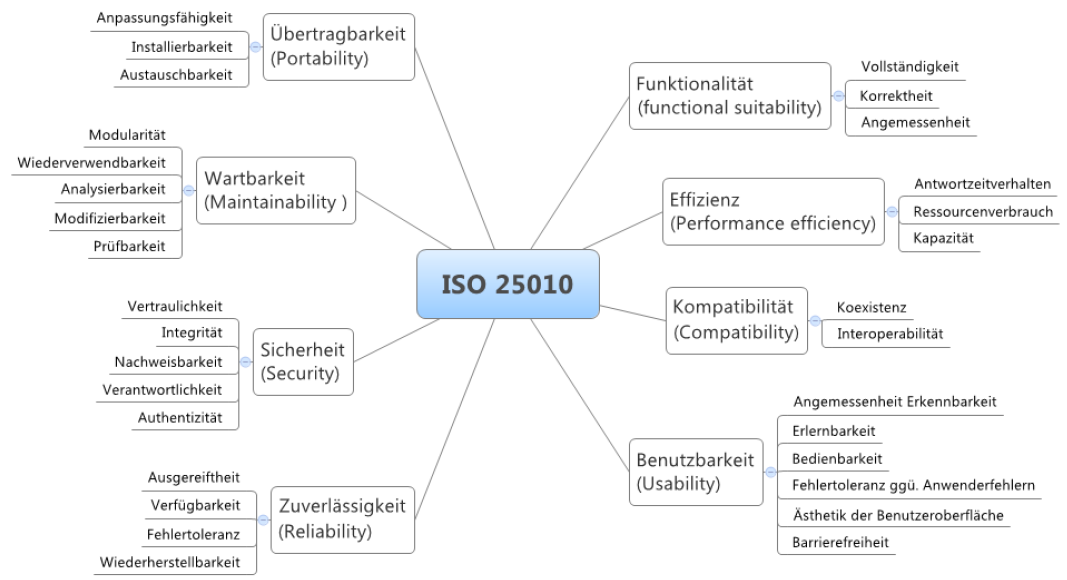 ISO 25010
Funktionalität
(functional suitability)
Vollständigkeit
Korrektheit
Angemessenheit
Effizienz
(Performance efficiency)
Antwortzeitverhalten
Ressourcenverbrauch
Kapazität
Kompatibilität
(Compatibility)
Koexistenz
Interoperabilität
Benutzbarkeit
(Usability)
Angemessenheit Erkennbarkeit
Erlernbarkeit
Bedienbarkeit
Fehlertoleranz ggü. Anwenderfehlern
Ästhetik der Benutzeroberfläche
Barrierefreiheit
Übertragbarkeit
(Portability)
Anpassungsfähigkeit
Installierbarkeit
Austauschbarkeit
Wartbarkeit
(Maintainability )
Modularität
Wiederverwendbarkeit
Analysierbarkeit
Modifizierbarkeit
Prüfbarkeit
Sicherheit
(Security)
Vertraulichkeit
Integrität
Nachweisbarkeit
Verantwortlichkeit
Authentizität
Zuverlässigkeit
(Reliability)
Ausgereiftheit
Verfügbarkeit
Fehlertoleranz
Wiederherstellbarkeit